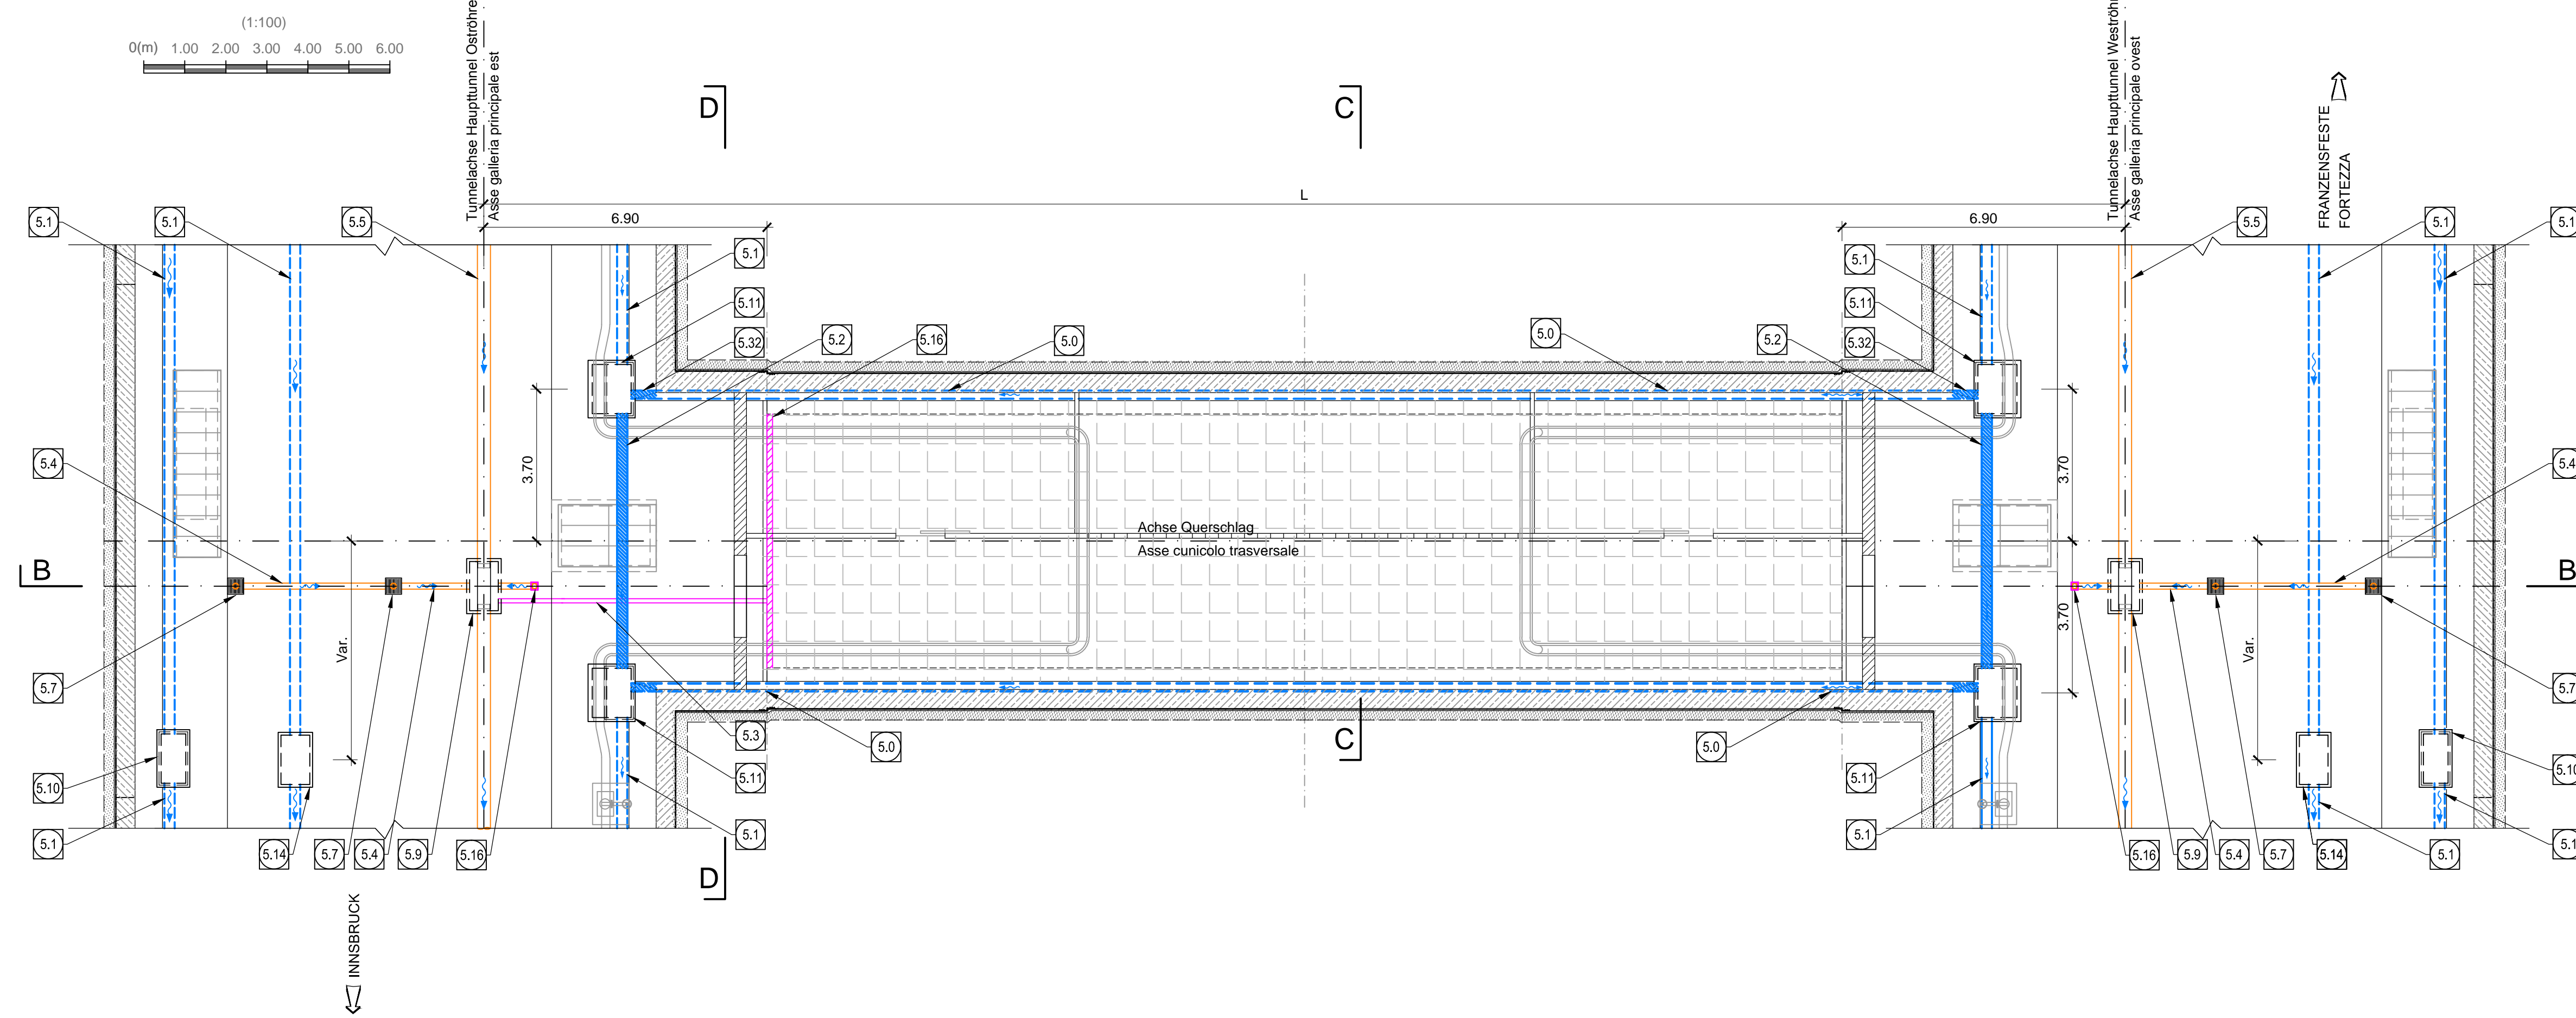 (1:100)
0(m) 1.00 2.00 3.00 4.00 5.00 6.00
Tunnelachse Haupttunnel Oströhre
Asse galleria principale est
Tunnelachse Haupttunnel Weströhre
Asse galleria principale ovest
FRANZENSFESTE
FORTEZZA
D
C
L
6.90
6.90
5.1
5.1
5.5
5.1
5.11
5.32
5.2
5.16
5.0
5.0
5.2
5.1
5.11
5.32
5.5
5.1
5.1
3.70
3.70
5.4
5.4
Achse Querschlag
Asse cunicolo trasversale
B
B
3.70
Var.
Var.
5.7
5.7
5.3
5.0
5.0
C
5.10
5.11
5.11
5.10
5.1
5.1
5.1
5.14
5.7
5.4
5.9
5.16
5.16
5.9
5.4
5.7
5.14
5.1
5.1
D
INNSBRUCK